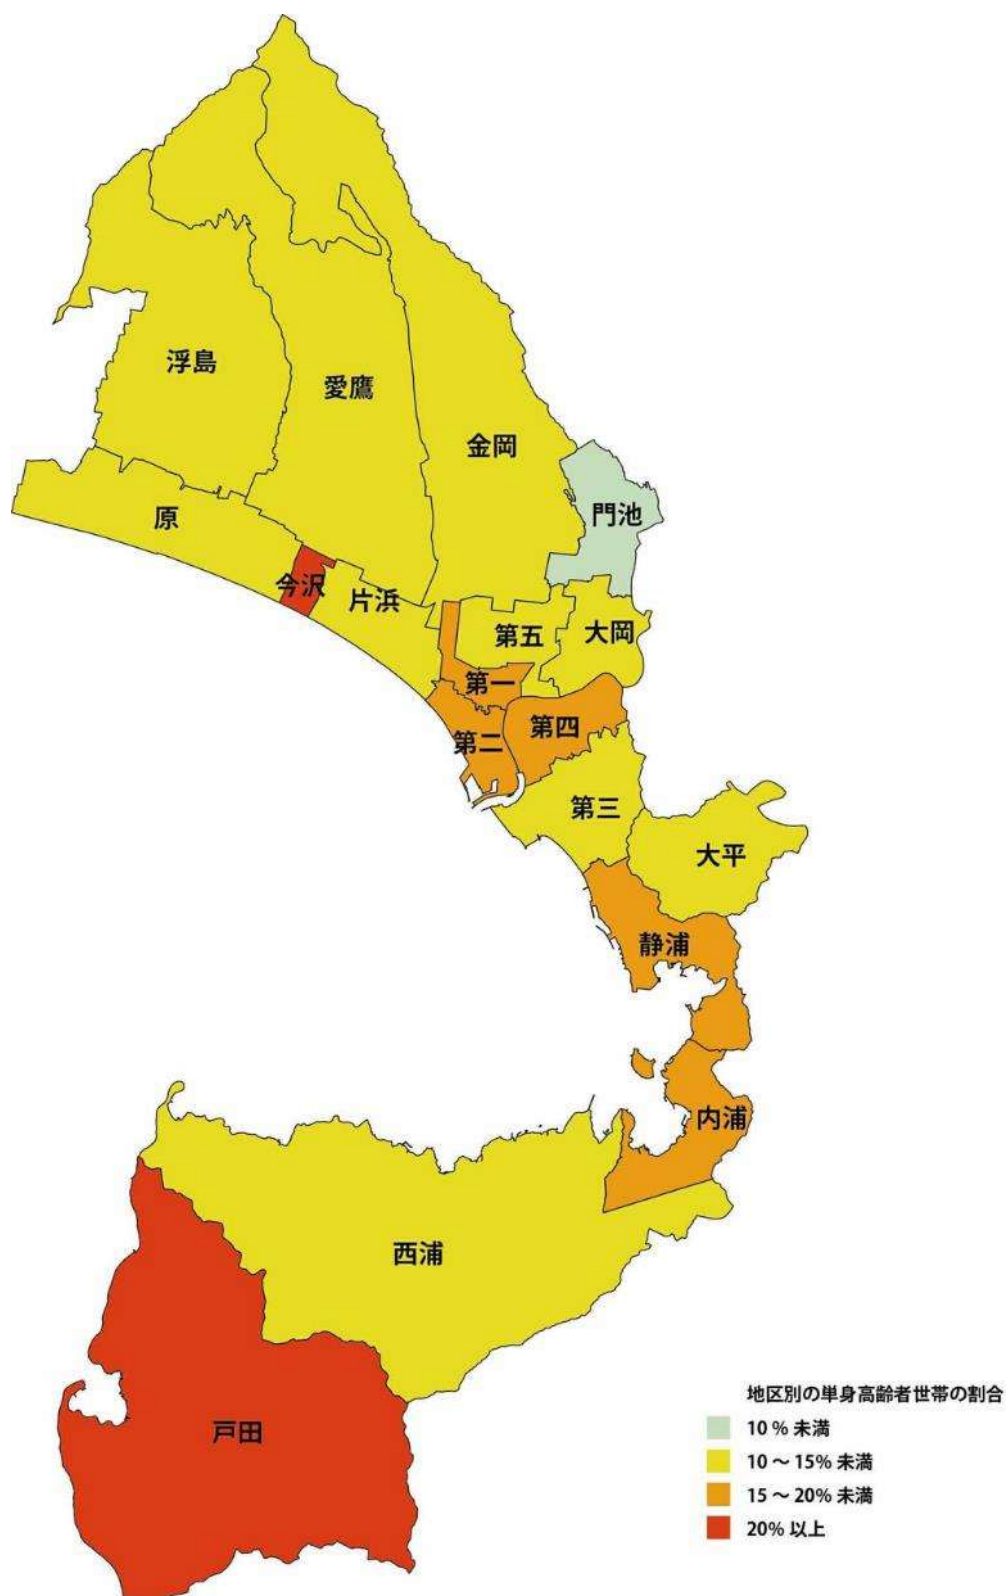 浮島
愛鷹
金岡
門池
原
今沢
片浜
第五
大岡
第一
第二
第四
第三
大平
静浦
内浦
西浦
戸田
地区別の単身高齢者世帯の割合
10 % 未満
10 ～ 15% 未満
15 ～ 20% 未満
20% 以上